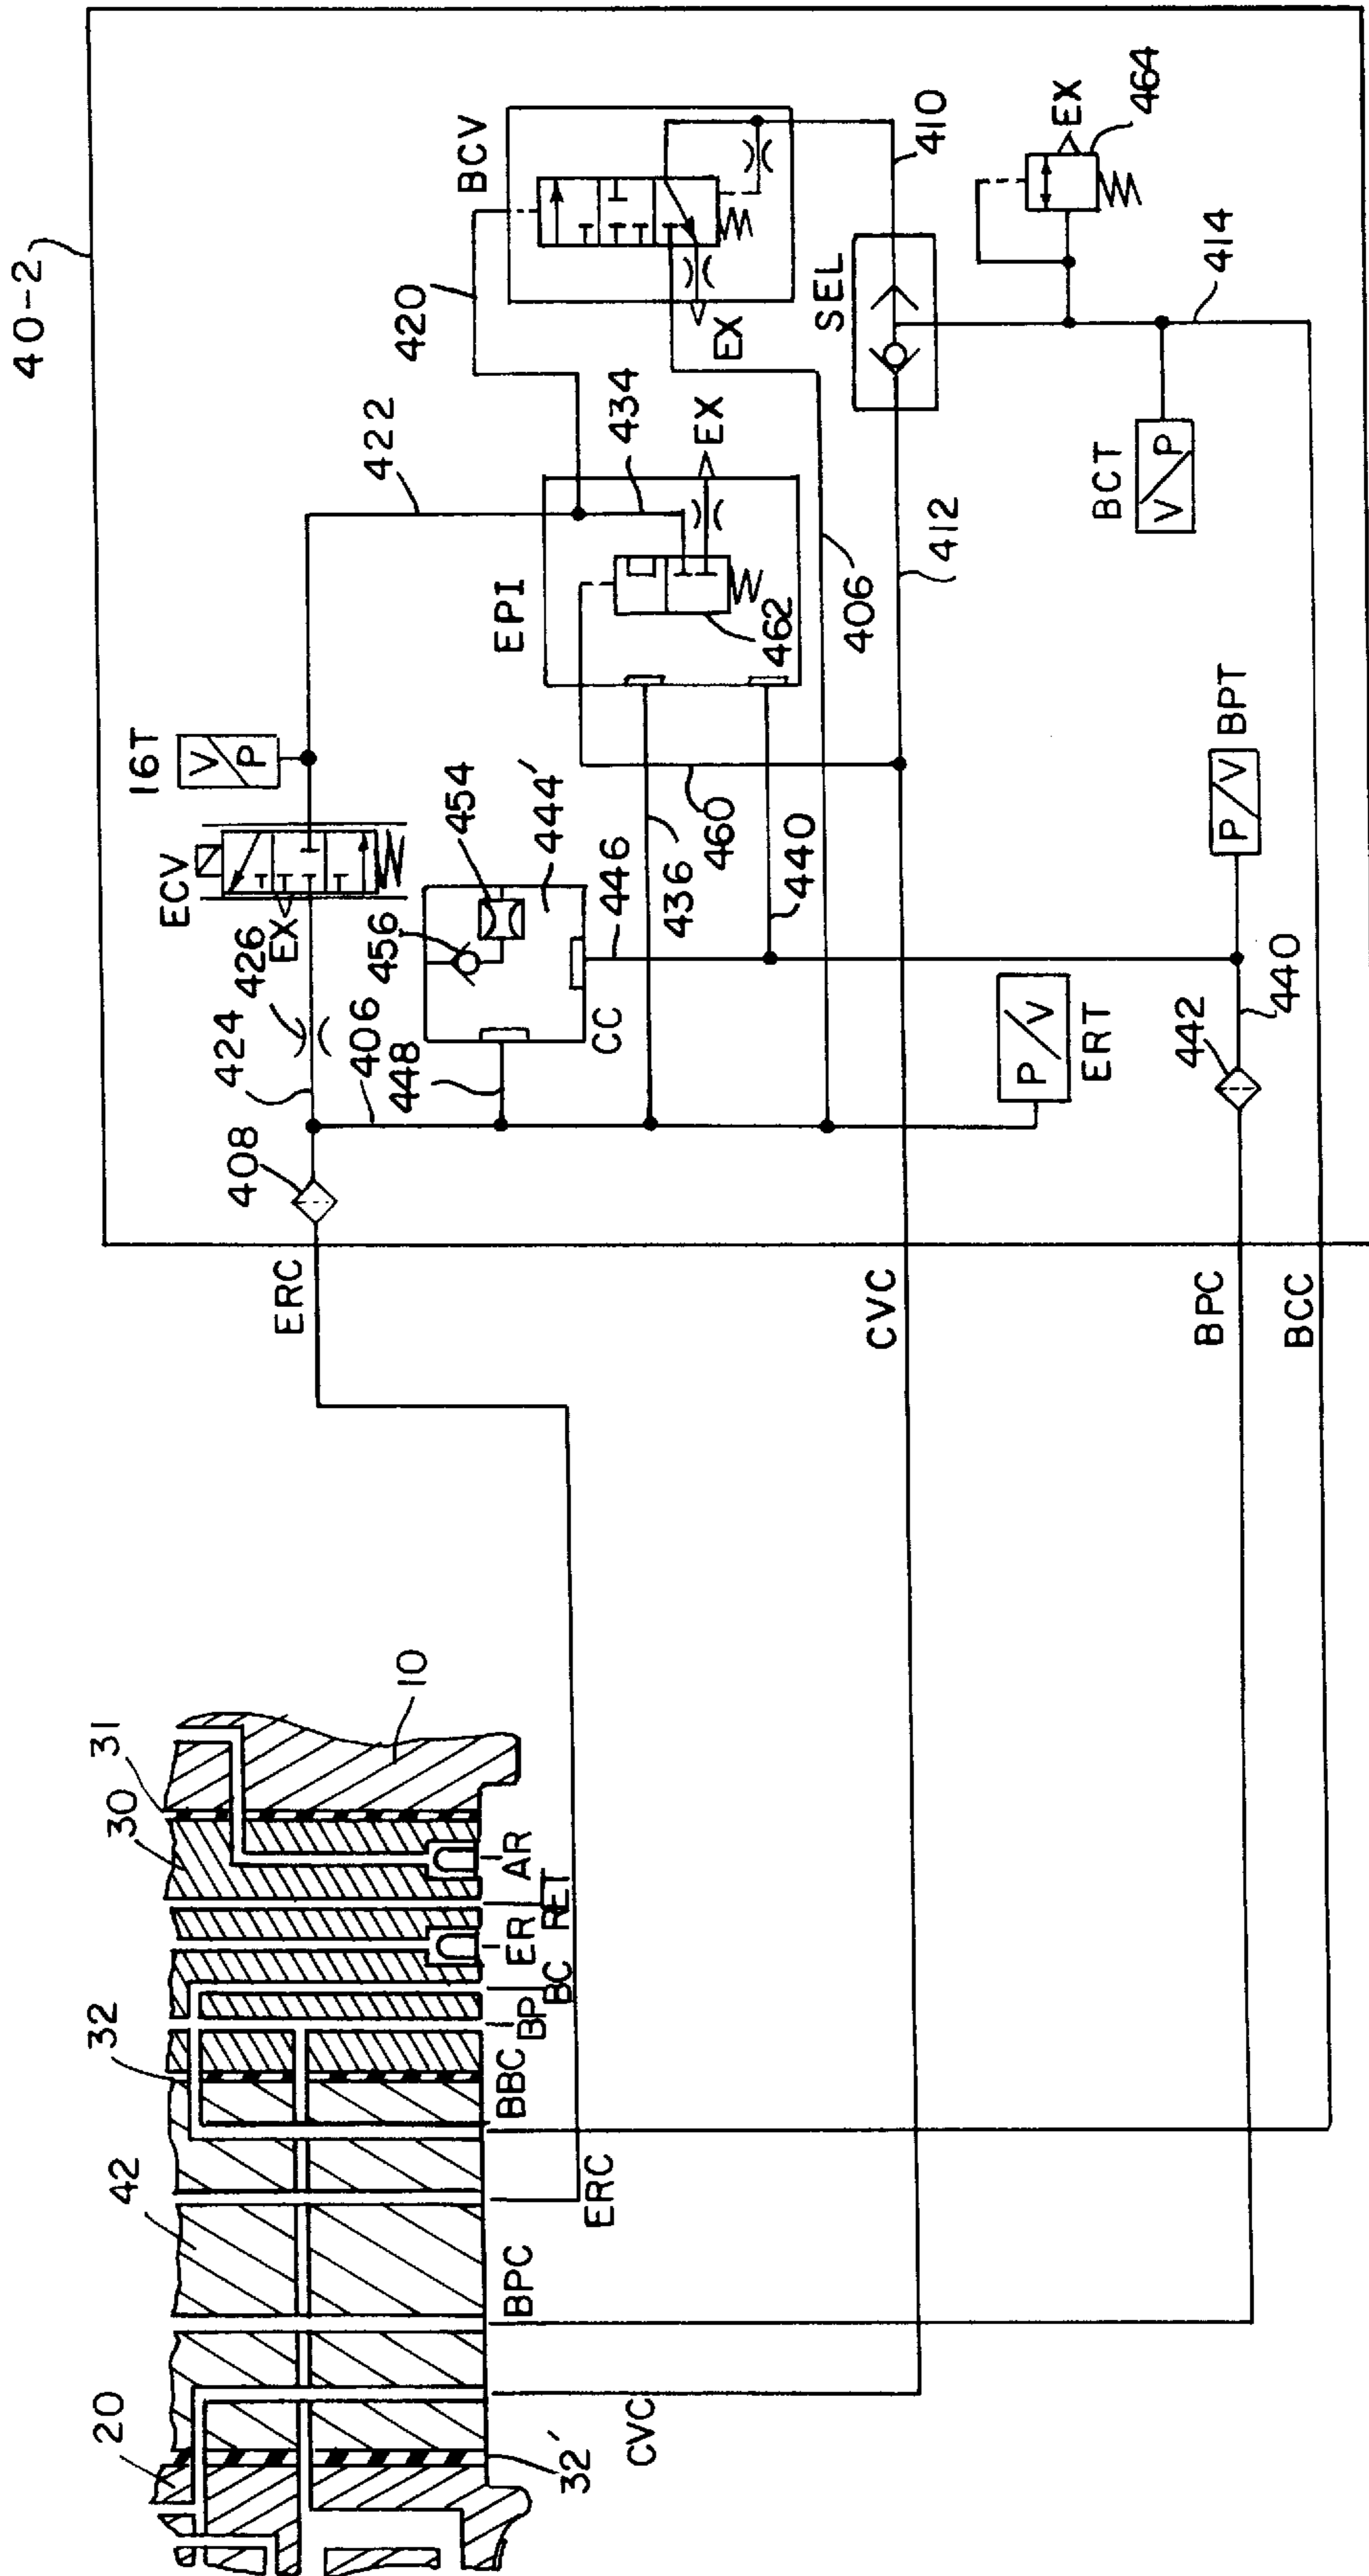 40-2
BCV
420
EX
410
SEL
EX
464
414
422
434
EX
EPI
462
406
412
BCT
V/P
16T
V/P
ECV
EX
426
424
454
444'
456
CC
446
436
460
440
448
406
408
P/V
ERT
P/V
BPT
442
440
ERC
CVC
BPC
BCC
31
30
10
32
42
20
32'
AR
RET
ER
BC
BP
BBC
ERC
BPC
CVC